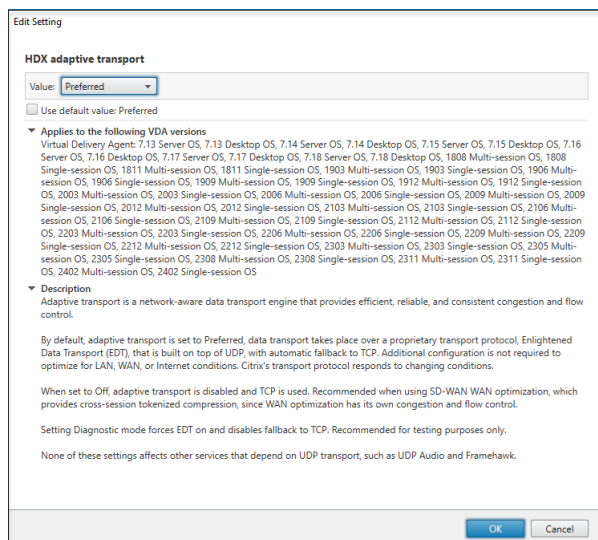 Edit Setting
HDX adaptive transport
Value: Preferred
Use default value: Preferred
Applies to the following VDA versions
Virtual Delivery Agent: 7.13 Server OS, 7.13 Desktop OS, 7.14 Server OS, 7.14 Desktop OS, 7.15 Server OS, 7.15 Desktop OS, 7.16
Server OS, 7.16 Desktop OS, 7.17 Server OS, 7.17 Desktop OS, 7.18 Server OS, 7.18 Desktop OS, 1808 Multi-session OS, 1808
Single-session OS, 1811 Multi-session OS, 1811 Single-session OS, 1903 Multi-session OS, 1903 Single-session OS, 1906 Multi-
session OS, 1906 Single-session OS, 1909 Multi-session OS, 1909 Single-session OS, 1912 Multi-session OS, 1912 Single-session
OS, 2003 Multi-session OS, 2003 Single-session OS, 2006 Multi-session OS, 2006 Single-session OS, 2009 Multi-session OS, 2009
Single-session OS, 2012 Multi-session OS, 2012 Single-session OS, 2103 Multi-session OS, 2103 Single-session OS, 2106 Multi-
session OS, 2106 Single-session OS, 2109 Multi-session OS, 2109 Single-session OS, 2112 Multi-session OS, 2112 Single-session
OS, 2203 Multi-session OS, 2203 Single-session OS, 2206 Multi-session OS, 2206 Single-session OS, 2209 Multi-session OS, 2209
Single-session OS, 2212 Multi-session OS, 2212 Single-session OS, 2303 Multi-session OS, 2303 Single-session OS, 2305 Multi-
session OS, 2305 Single-session OS, 2308 Multi-session OS, 2308 Single-session OS, 2311 Multi-session OS, 2311 Single-session
OS, 2402 Multi-session OS, 2402 Single-session OS
Description
Adaptive transport is a network-aware data transport engine that provides efficient, reliable, and consistent congestion and flow
control.
By default, adaptive transport is set to Preferred, data transport takes place over a proprietary transport protocol, Enlightened
Data Transport (EDT), that is built on top of UDP, with automatic fallback to TCP. Additional configuration is not required to
optimize for LAN, WAN, or Internet conditions. Citrix's transport protocol responds to changing conditions.
When set to Off, adaptive transport is disabled and TCP is used. Recommended when using SD-WAN WAN optimization, which
provides cross-session tokenized compression, since WAN optimization has its own congestion and flow control.
Setting Diagnostic mode forces EDT on and disables fallback to TCP. Recommended for testing purposes only.
None of these settings affects other services that depend on UDP transport, such as UDP Audio and Framehawk.
OK Cancel